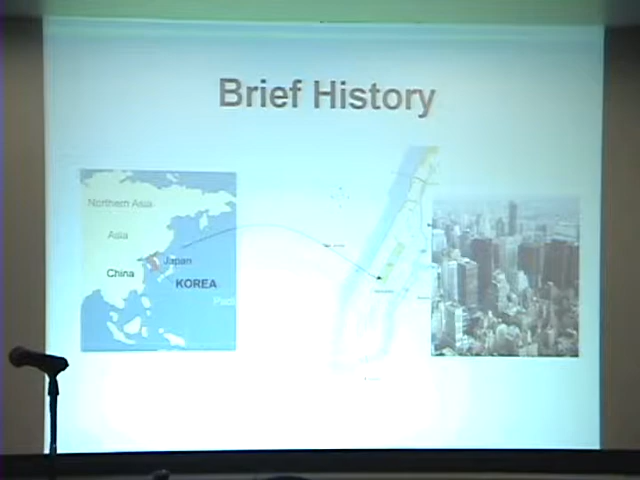 Brief History
Northern Asia
Asia
Japan
China
KOREA